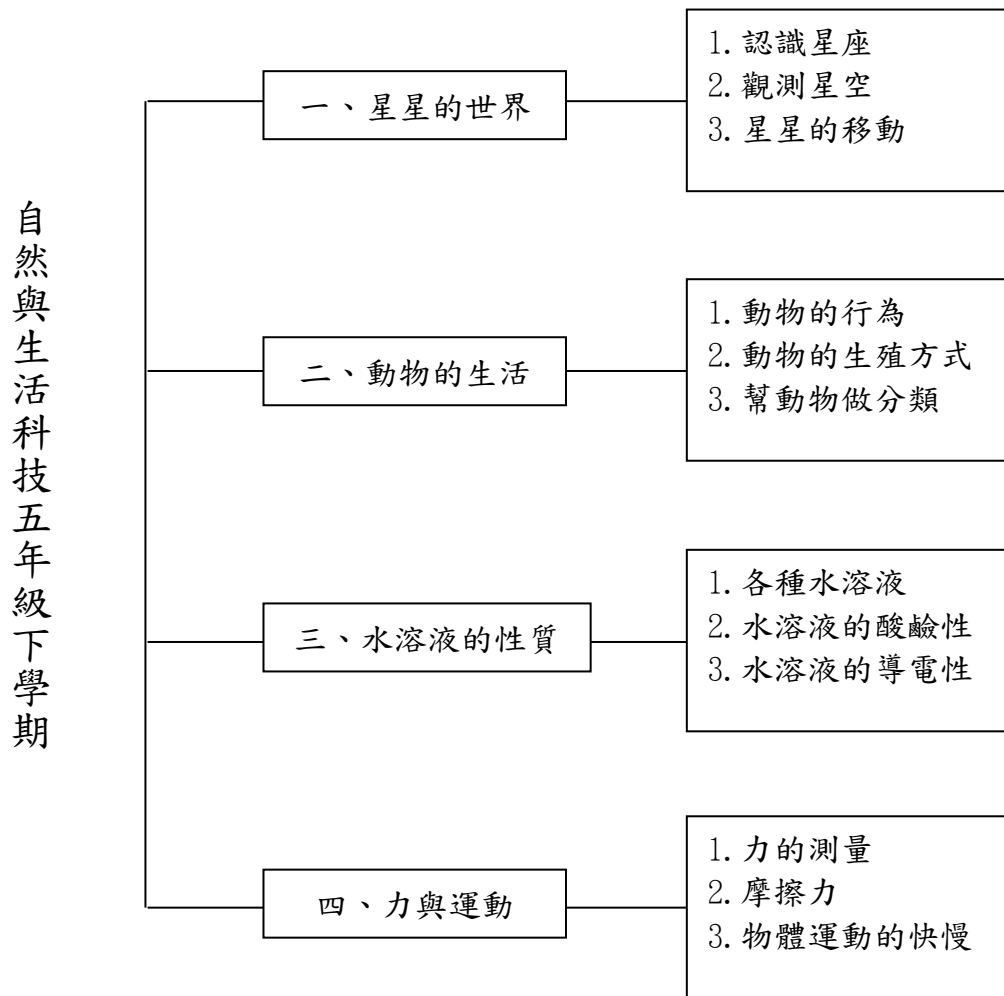 自然與生活科技五年級下學期
一、星星的世界
1.認識星座
2.觀測星空
3.星星的移動
二、動物的生活
1.動物的行為
2.動物的生殖方式
3.幫動物做分類
三、水溶液的性質
1.各種水溶液
2.水溶液的酸鹼性
3.水溶液的導電性
四、力與運動
1.力的測量
2.摩擦力
3.物體運動的快慢